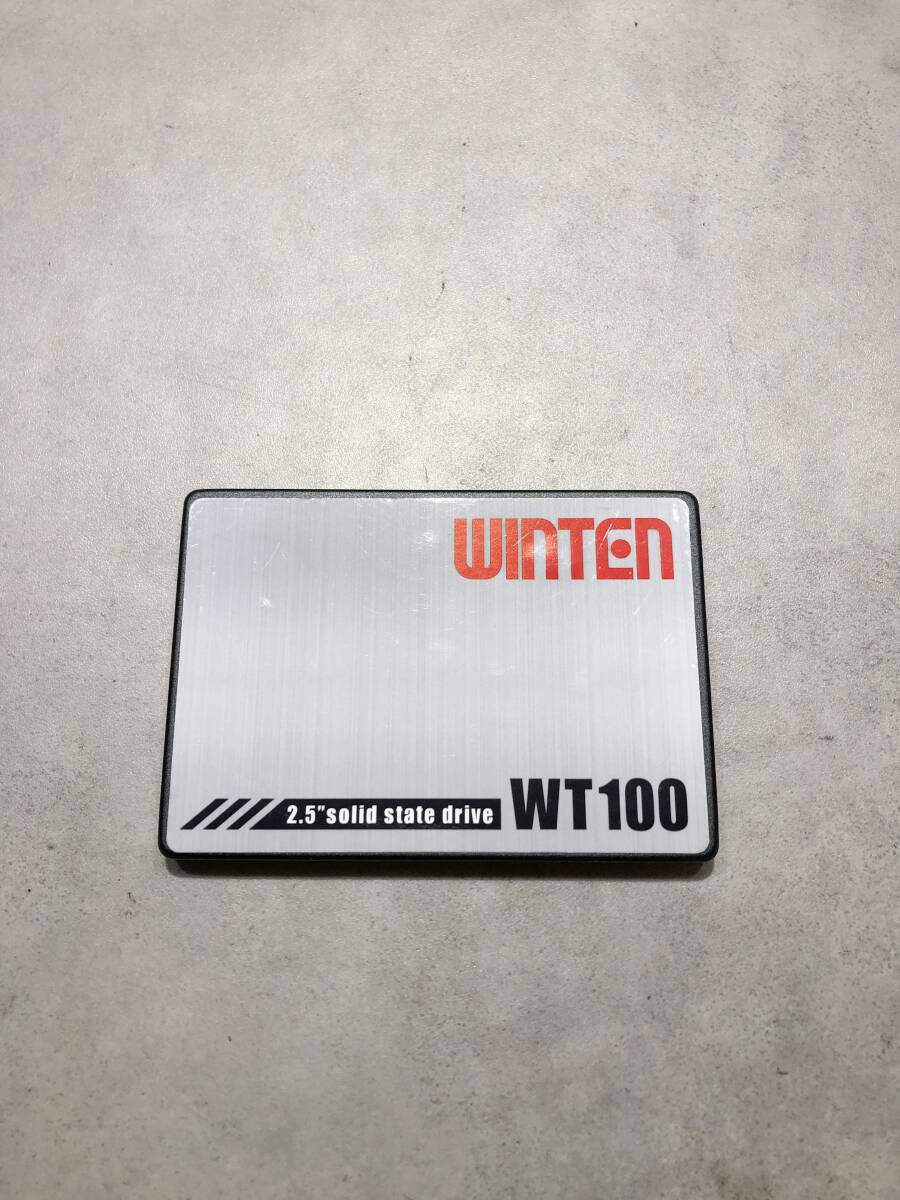 WINTEN
2.5"solid state drive WT100